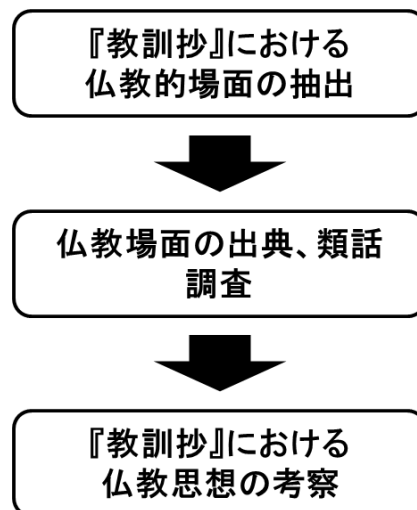 『教訓抄』における
仏教的場面の抽出
仏教場面の出典、類話
調査
『教訓抄』における
仏教思想の考察